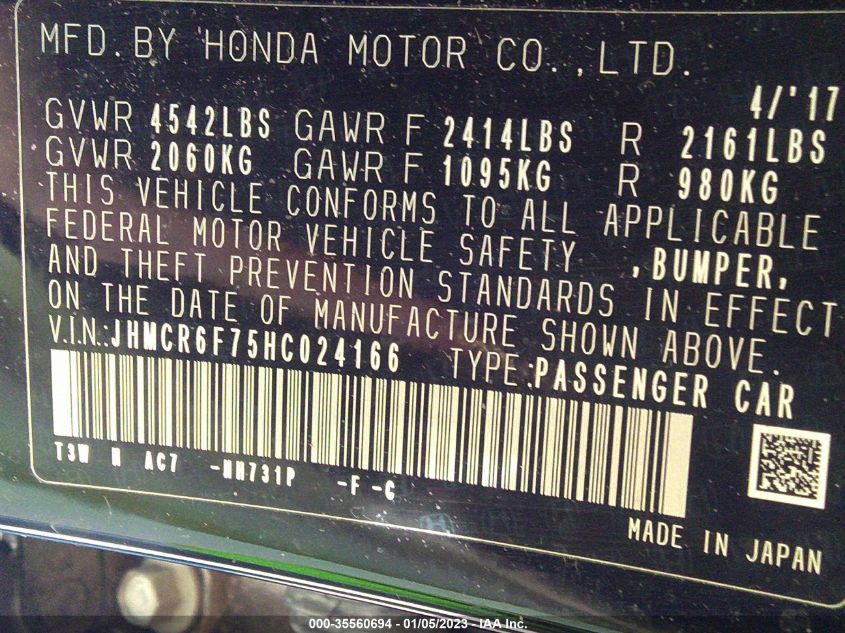 MFD. BY HONDA MOTOR CO.,LTD.
4/'17
GVWR 4542LBS GAWR F 2414LBS R 2161LBS
GVWR 2060KG GAWR F 1095KG R 980KG
THIS VEHICLE CONFORMS TO ALL APPLICABLE
FEDERAL MOTOR VEHICLE SAFETY ,BUMPER,
AND THEFT PREVENTION STANDARDS IN EFFECT
ON THE DATE OF MANUFACTURE SHOWN ABOVE.
V.I.N.:JHMCR6F75HC024166 TYPE:PASSENGER CAR
T3W N AC7 -NH731P -F -C
MADE IN JAPAN
000-35560694 - 01/05/2023 - IAA Inc.